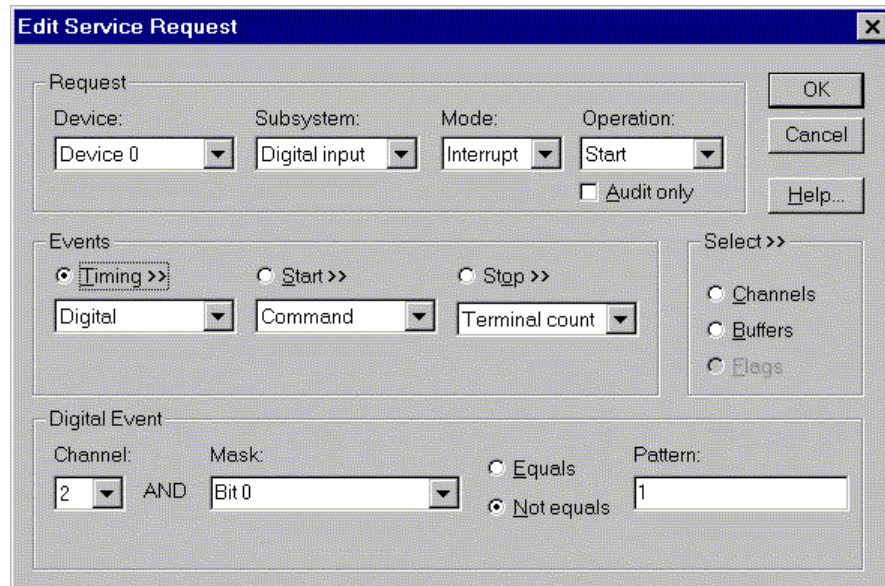 Edit Service Request
Request
OK
Device: Subsystem: Mode: Operation:
Device 0 Digital input Interrupt Start
Cancel
Audit only
Help...
Events
Select >>
Timing >> Start >> Stop >>
Digital Command Terminal count
Channels
Buffers
Flags
Digital Event
Channel: Mask: Pattern:
2 AND Bit 0 1
Equals
Not equals